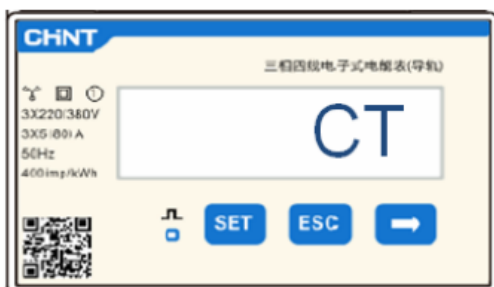 CHNT
三相四线电子式电能表(导轨)
3X220/380V
3X5(80)A
50Hz
400imp/kWh
CT
SET
ESC